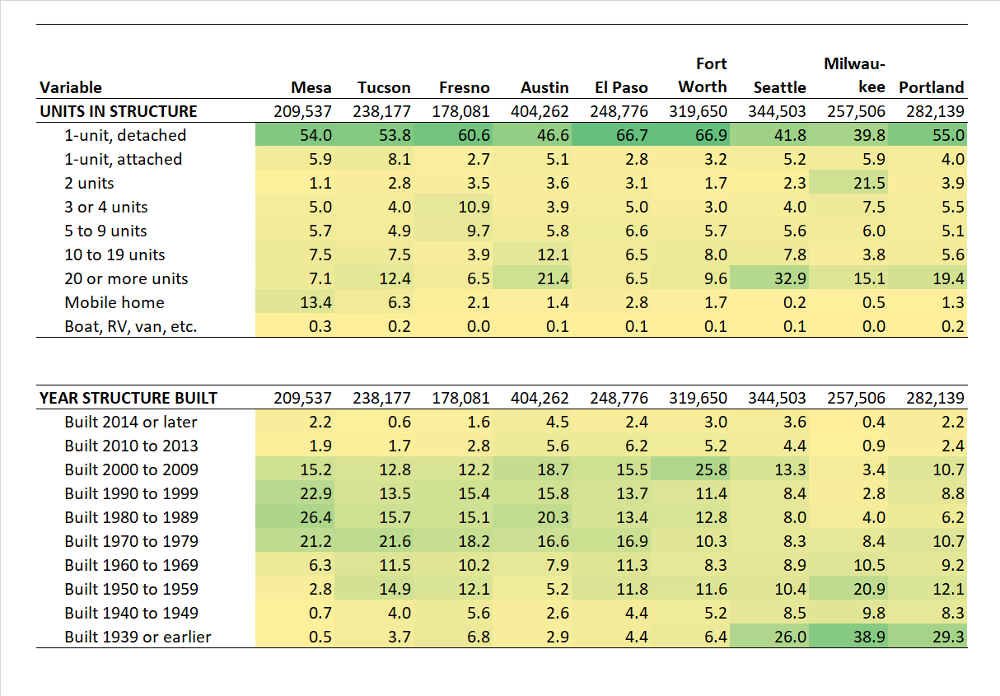 Fort Milwau-
Variable Mesa Tucson Fresno Austin El Paso Worth Seattle kee Portland
UNITS IN STRUCTURE 209,537 238,177 178,081 404,262 248,776 319,650 344,503 257,506 282,139
1-unit, detached 54.0 53.8 60.6 46.6 66.7 66.9 41.8 39.8 55.0
1-unit, attached 5.9 8.1 2.7 5.1 2.8 3.2 5.2 5.9 4.0
2 units 1.1 2.8 3.5 3.6 3.1 1.7 2.3 21.5 3.9
3 or 4 units 5.0 4.0 10.9 3.9 5.0 3.0 4.0 7.5 5.5
5 to 9 units 5.7 4.9 9.7 5.8 6.6 5.7 5.6 6.0 5.1
10 to 19 units 7.5 7.5 3.9 12.1 6.5 8.0 7.8 3.8 5.6
20 or more units 7.1 12.4 6.5 21.4 6.5 9.6 32.9 15.1 19.4
Mobile home 13.4 6.3 2.1 1.4 2.8 1.7 0.2 0.5 1.3
Boat, RV, van, etc. 0.3 0.2 0.0 0.1 0.1 0.1 0.1 0.0 0.2
YEAR STRUCTURE BUILT 209,537 238,177 178,081 404,262 248,776 319,650 344,503 257,506 282,139
Built 2014 or later 2.2 0.6 1.6 4.5 2.4 3.0 3.6 0.4 2.2
Built 2010 to 2013 1.9 1.7 2.8 5.6 6.2 5.2 4.4 0.9 2.4
Built 2000 to 2009 15.2 12.8 12.2 18.7 15.5 25.8 13.3 3.4 10.7
Built 1990 to 1999 22.9 13.5 15.4 15.8 13.7 11.4 8.4 2.8 8.8
Built 1980 to 1989 26.4 15.7 15.1 20.3 13.4 12.8 8.0 4.0 6.2
Built 1970 to 1979 21.2 21.6 18.2 16.6 16.9 10.3 8.3 8.4 10.7
Built 1960 to 1969 6.3 11.5 10.2 7.9 11.3 8.3 8.9 10.5 9.2
Built 1950 to 1959 2.8 14.9 12.1 5.2 11.8 11.6 10.4 20.9 12.1
Built 1940 to 1949 0.7 4.0 5.6 2.6 4.4 5.2 8.5 9.8 8.3
Built 1939 or earlier 0.5 3.7 6.8 2.9 4.4 6.4 26.0 38.9 29.3